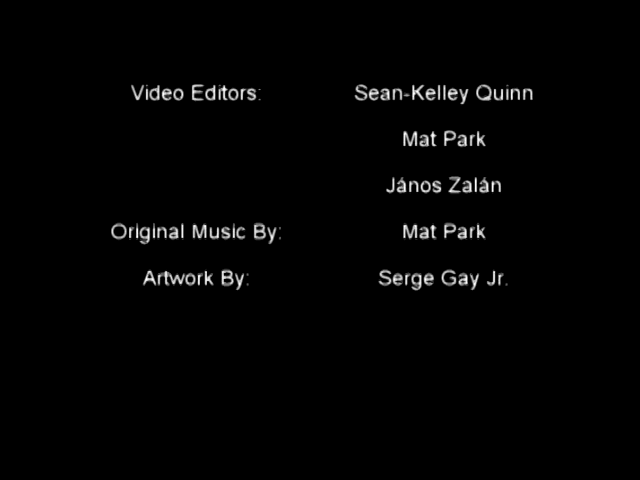 Video Editors: Sean-Kelley Quinn
Mat Park
János Zalán
Original Music By: Mat Park
Artwork By: Serge Gay Jr.